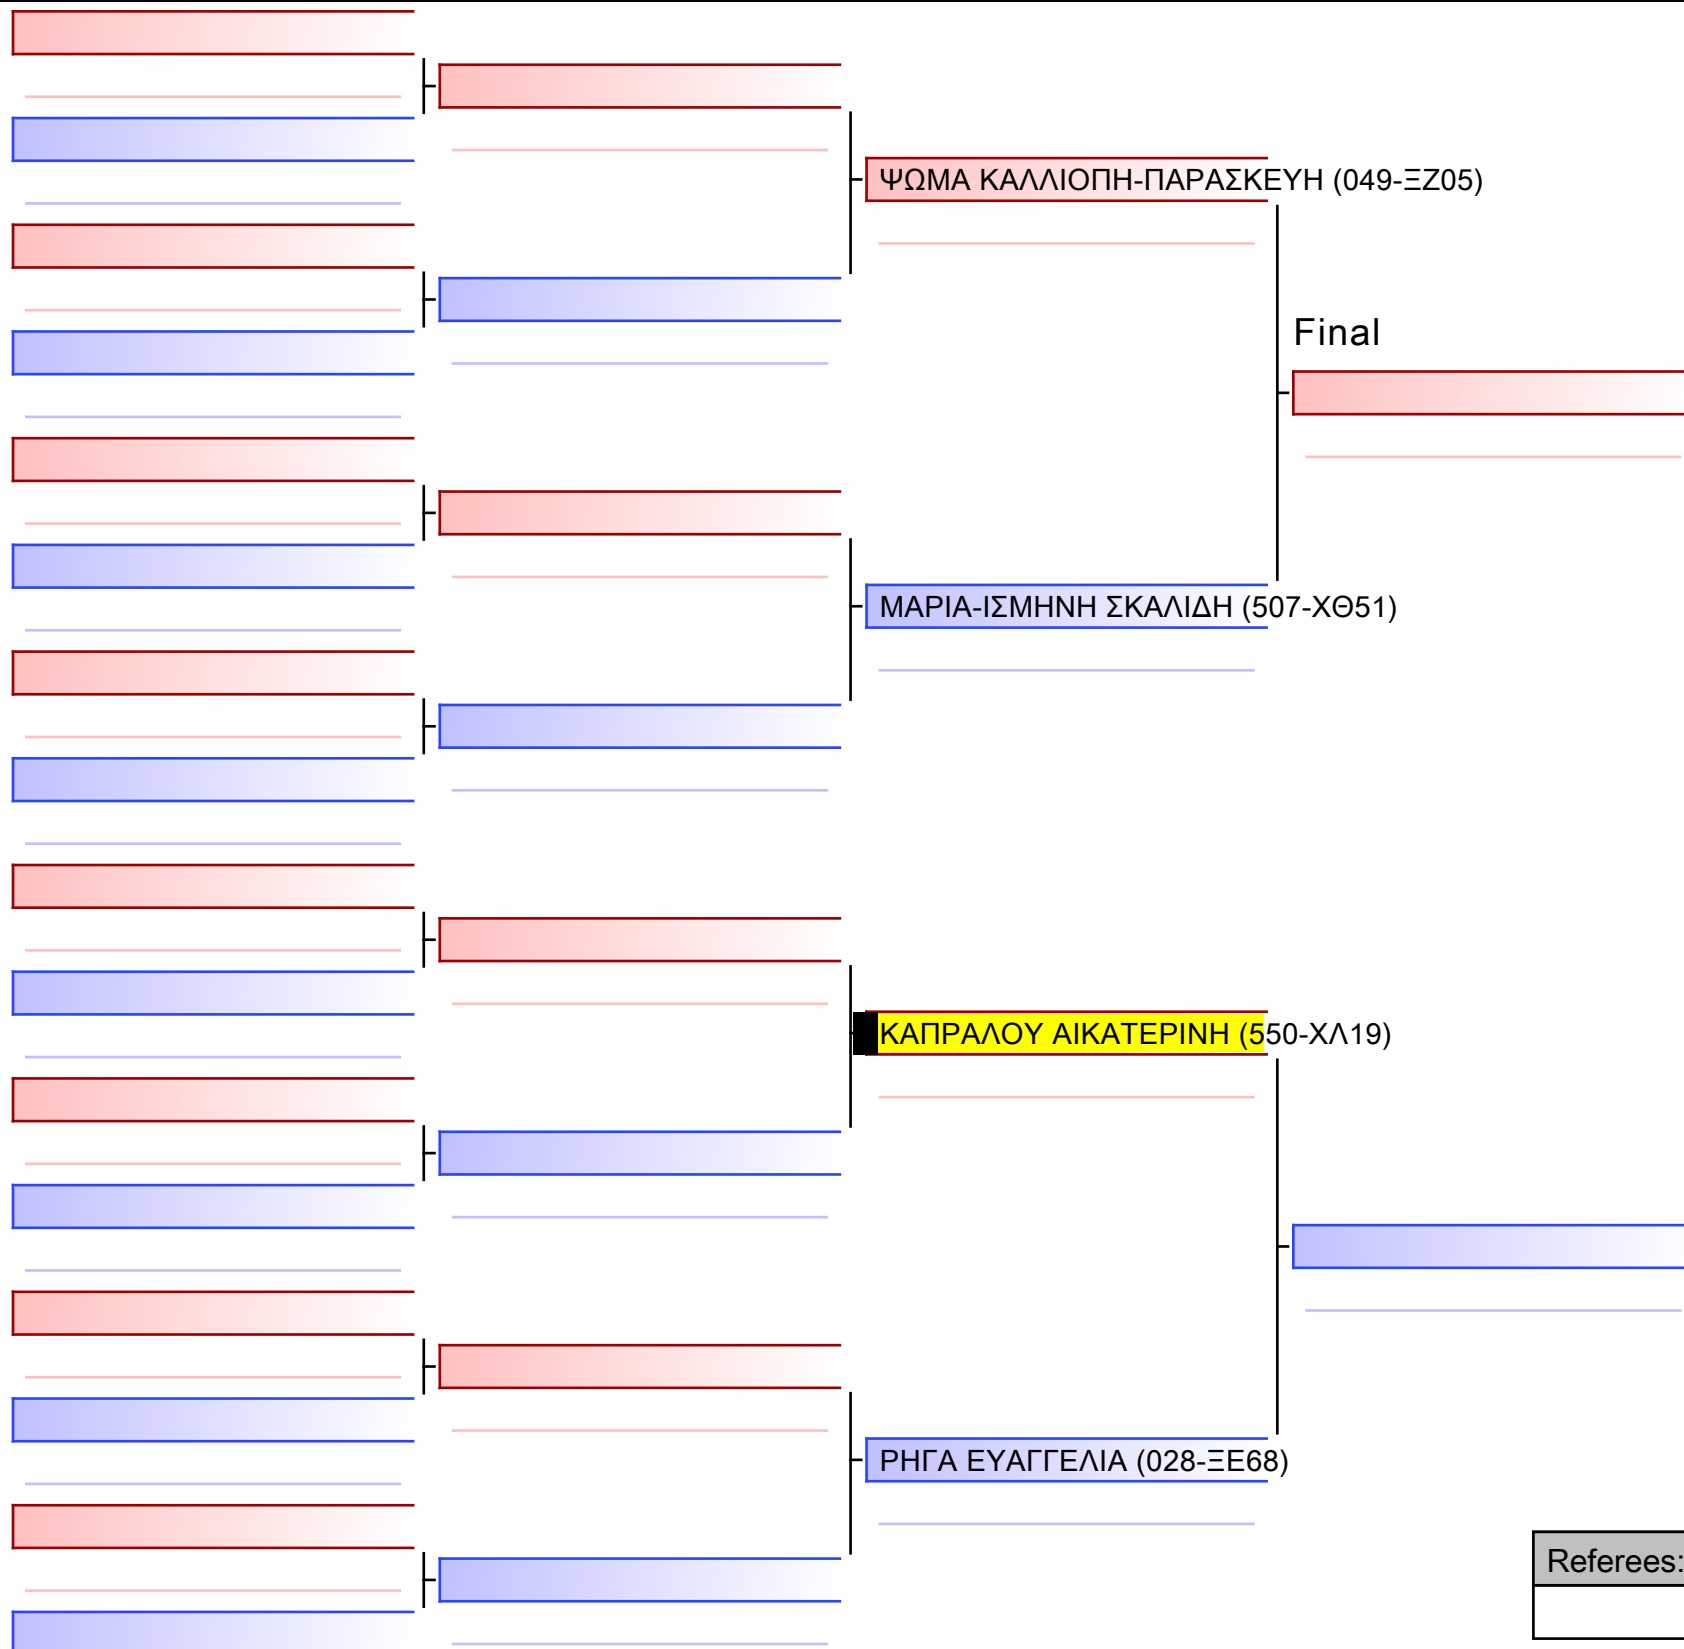 ΨΩΜΑ ΚΑΛΛΙΟΠΗ-ΠΑΡΑΣΚΕΥΗ (049-ΞΖ05)
Final
ΜΑΡΙΑ-ΙΣΜΗΝΗ ΣΚΑΛΙΔΗ (507-ΧΘ51)
ΚΑΠΡΑΛΟΥ ΑΙΚΑΤΕΡΙΝΗ (550-ΧΛ19)
ΡΗΓΑ ΕΥΑΓΓΕΛΙΑ (028-ΞΕ68)
Referees: